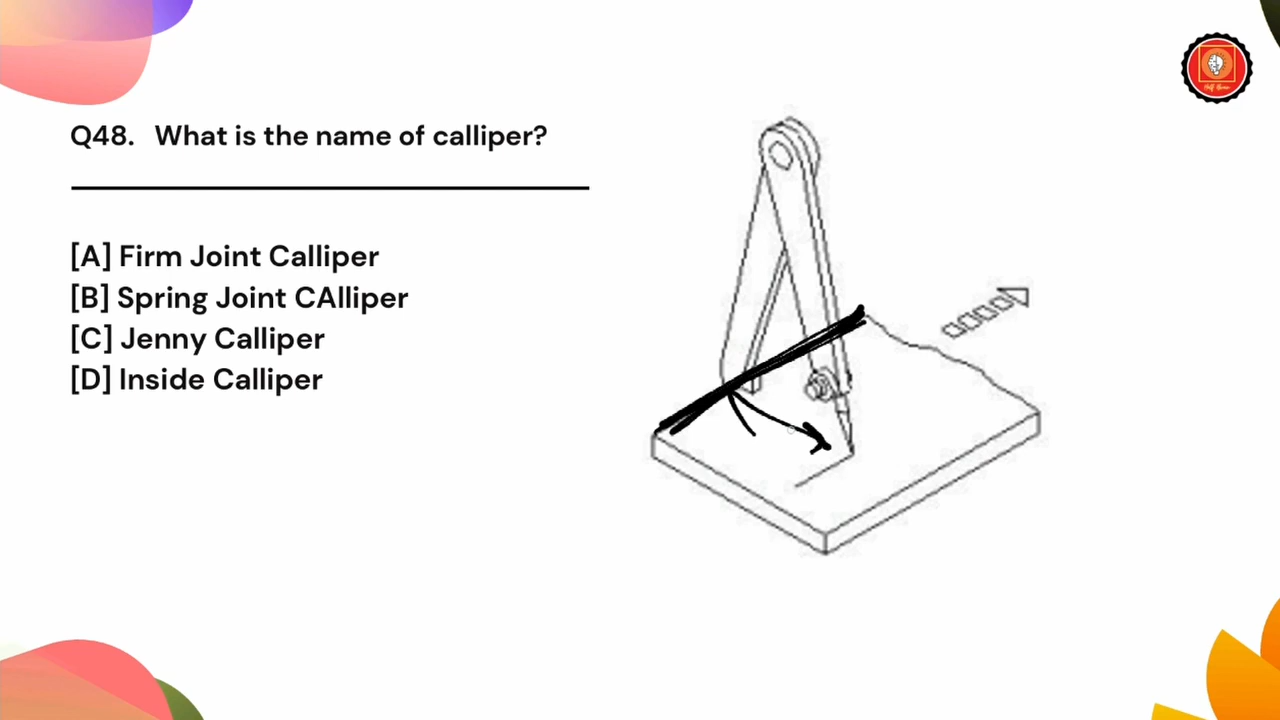 Q48. What is the name of calliper?
[A] Firm Joint Calliper
[B] Spring Joint CAlliper
[C] Jenny Calliper
[D] Inside Calliper